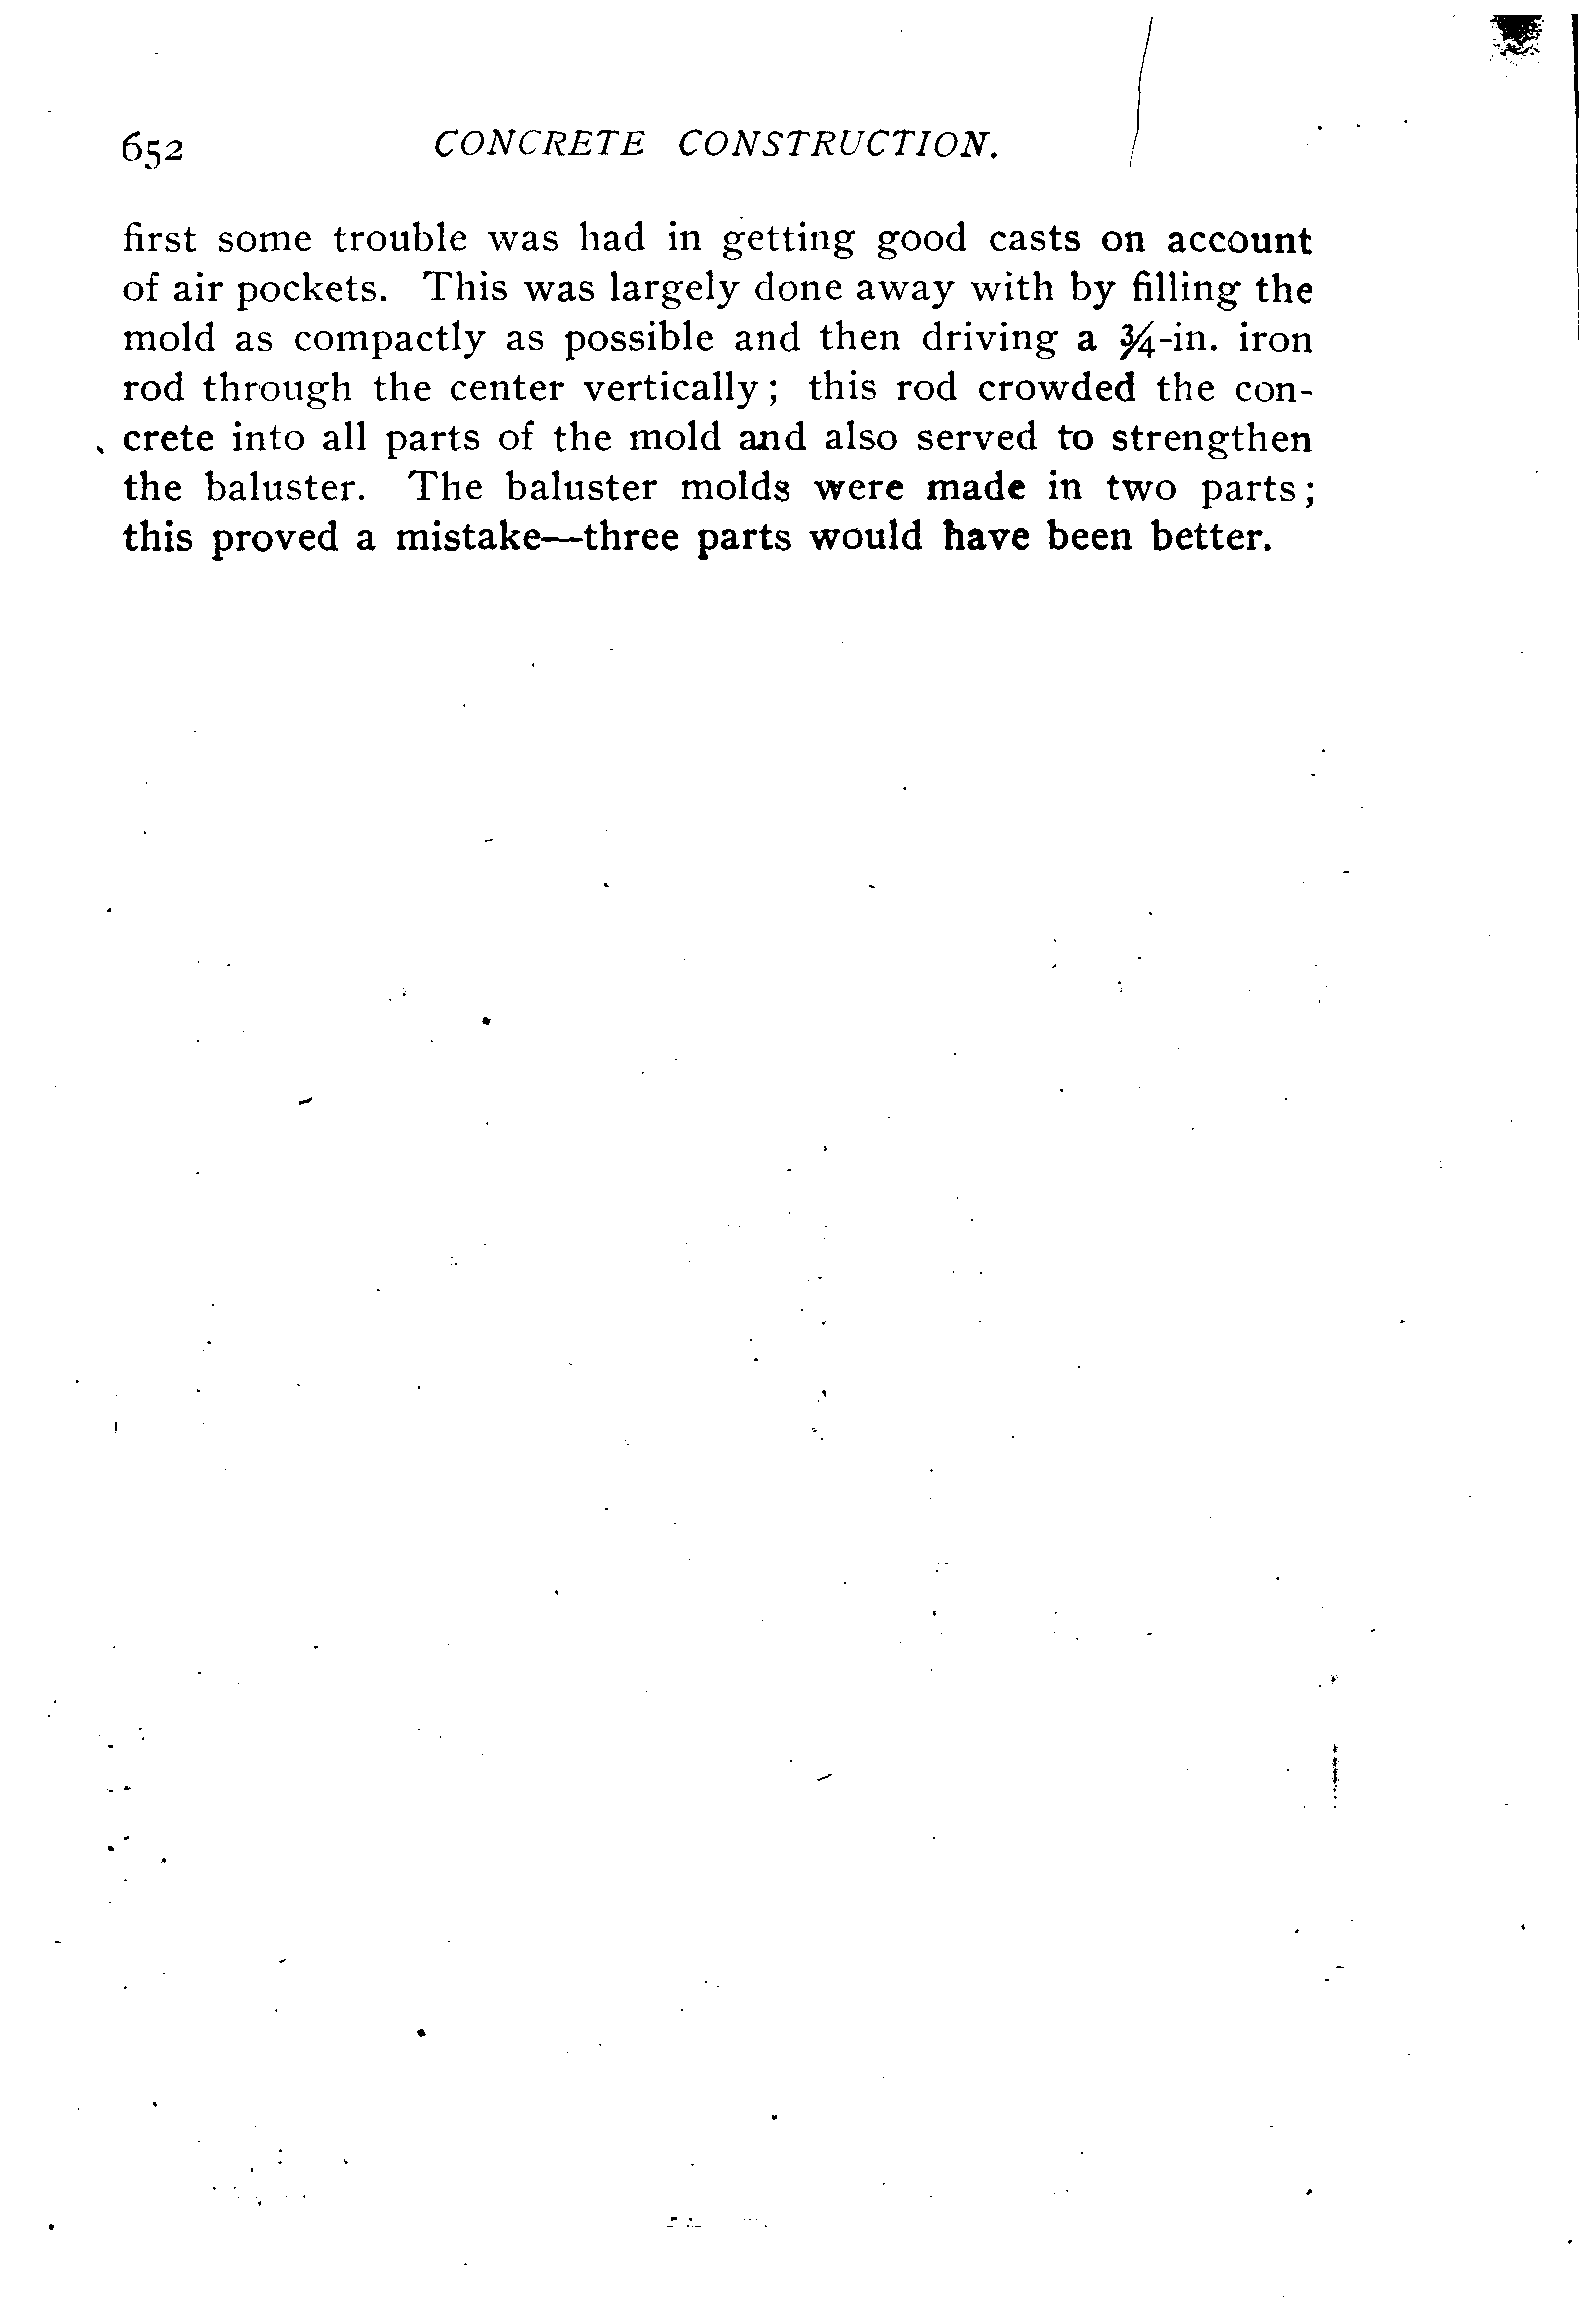 652 CONCRETE CONSTRUCTION.
first some trouble was had in getting good casts on account
of air pockets. This was largely done away with by filling the
mold as compactly as possible and then driving a ¾-in. iron
rod through the center vertically; this rod crowded the con-
crete into all parts of the mold and also served to strengthen
the baluster. The baluster molds were made in two parts;
this proved a mistake—three parts would have been better.